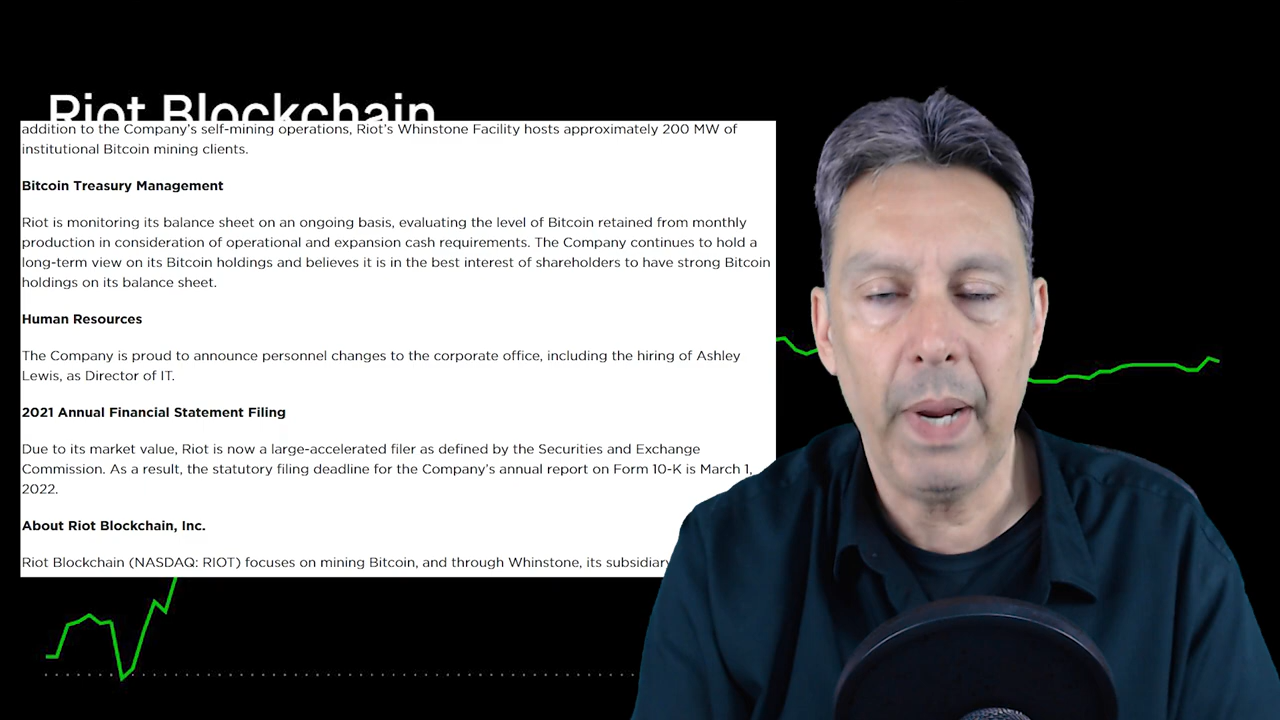 Riot Blockchain
addition to the Company's self-mining operations, Riot's Whinstone Facility hosts approximately 200 MW of
institutional Bitcoin mining clients.
Bitcoin Treasury Management
Riot is monitoring its balance sheet on an ongoing basis, evaluating the level of Bitcoin retained from monthly
production in consideration of operational and expansion cash requirements. The Company continues to hold a
long-term view on its Bitcoin holdings and believes it is in the best interest of shareholders to have strong Bitcoin
holdings on its balance sheet.
Human Resources
The Company is proud to announce personnel changes to the corporate office, including the hiring of Ashley
Lewis, as Director of IT.
2021 Annual Financial Statement Filing
Due to its market value, Riot is now a large-accelerated filer as defined by the Securities and Exchange
Commission. As a result, the statutory filing deadline for the Company's annual report on Form 10-K is March 1,
2022.
About Riot Blockchain, Inc.
Riot Blockchain (NASDAQ: RIOT) focuses on mining Bitcoin, and through Whinstone, its subsidiary